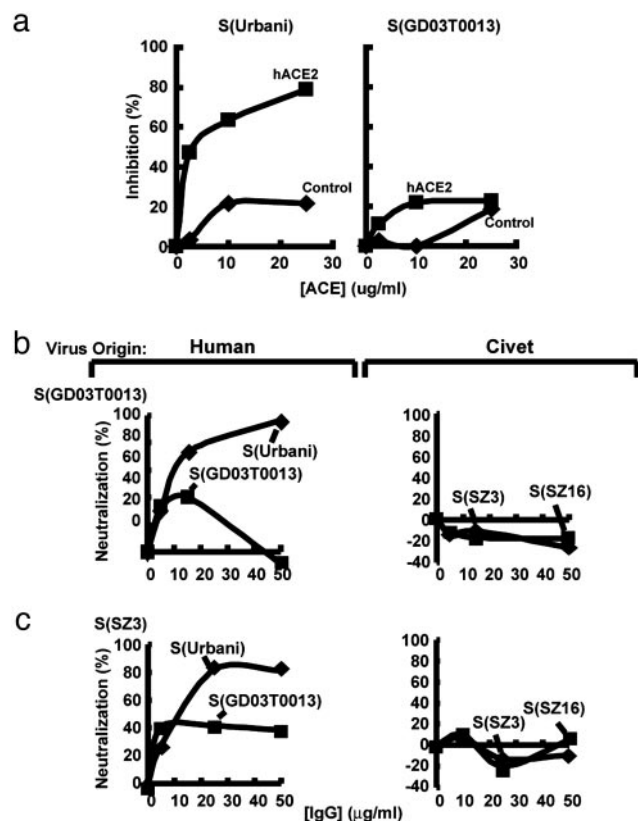 a
S(Urbani)
S(GD03T0013)
Inhibition (%)
100
80
60
40
20
0
hACE2
Control
0 10 20 30
hACE2
Control
0 10 20 30
[ACE] (ug/ml)
b
Virus Origin: Human Civet
S(GD03T0013)
Neutralization (%)
100
80
60
40
20
0
S(Urbani)
S(GD03T0013)
0 10 20 30 40 50
100
80
60
40
20
0
-20
-40
S(SZ3)
S(SZ16)
0 10 20 30 40 50
c
S(SZ3)
Neutralization (%)
100
80
60
40
20
0
S(Urbani)
S(GD03T0013)
0 10 20 30 40 50
100
80
60
40
20
0
-20
-40
S(SZ3)
S(SZ16)
0 10 20 30 40 50
[IgG] (μg/ml)